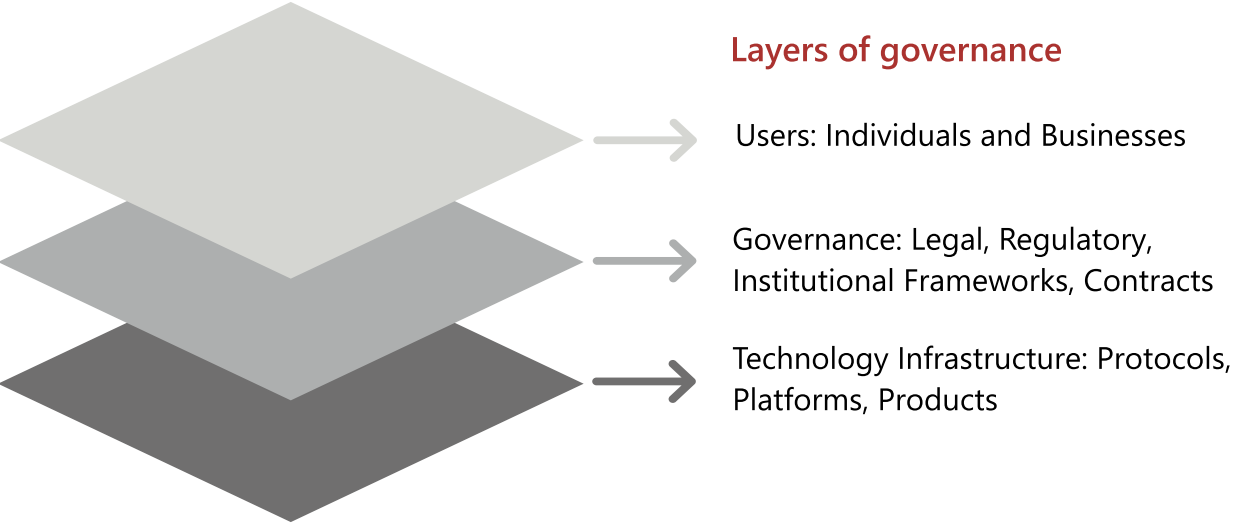 Layers of governance
Users: Individuals and Businesses
Governance: Legal, Regulatory,
Institutional Frameworks, Contracts
Technology Infrastructure: Protocols,
Platforms, Products